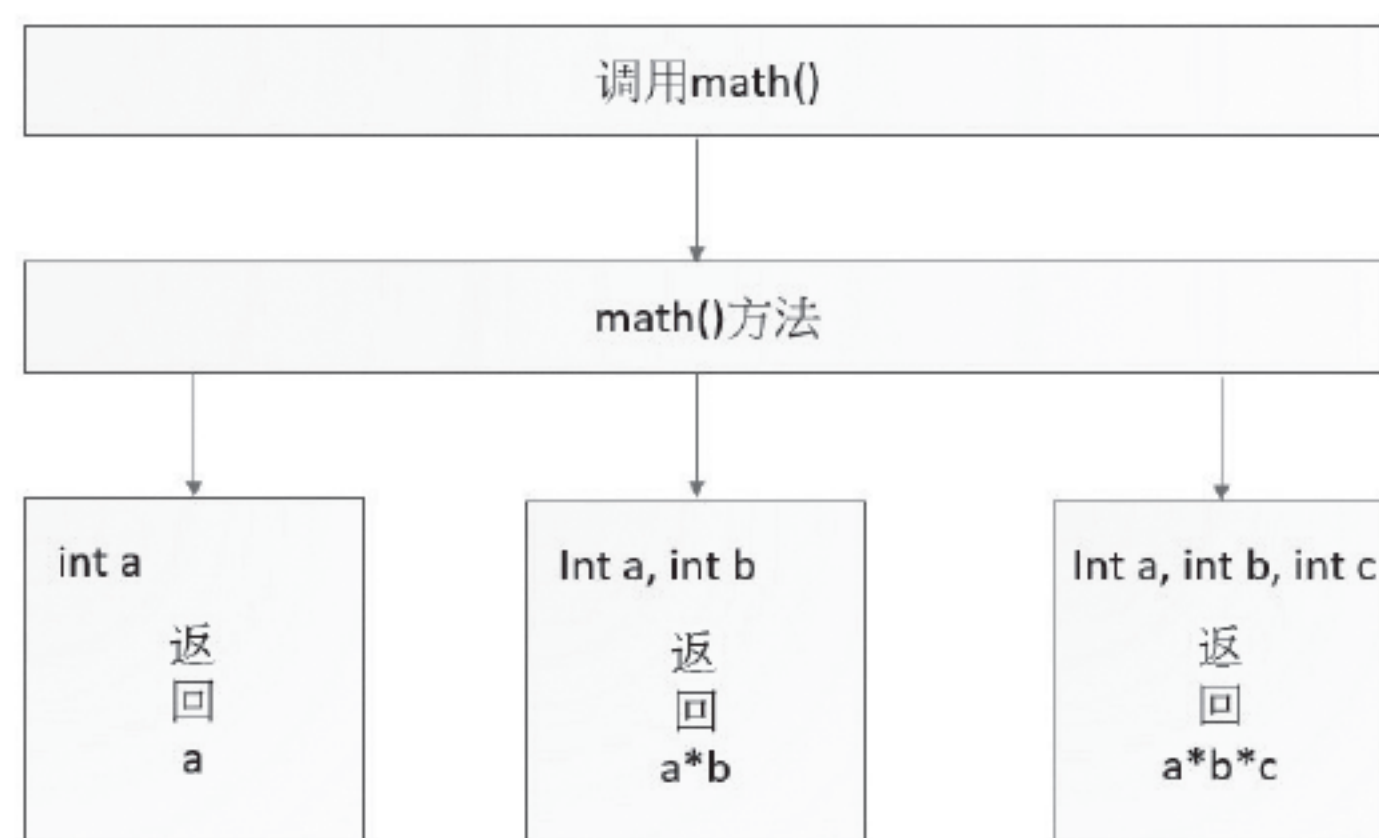 调用math()
math()方法
int a
返
回
a
Int a, int b
返
回
a*b
Int a, int b, int c
返
回
a*b*c